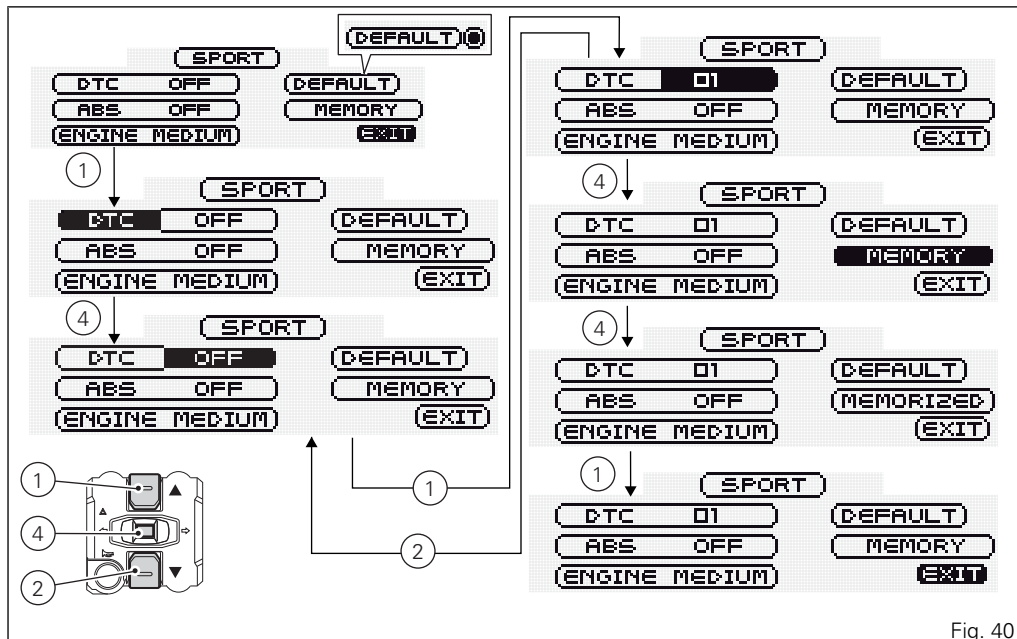 (DEFAULT)
SPORT
DTC OFF DEFAULT
ABS OFF MEMORY
ENGINE MEDIUM EXIT
1
SPORT
DTC OFF DEFAULT
ABS OFF MEMORY
ENGINE MEDIUM EXIT
4
SPORT
DTC OFF DEFAULT
ABS OFF MEMORY
ENGINE MEDIUM EXIT
1
4
2
1
2
SPORT
DTC 01 DEFAULT
ABS OFF MEMORY
ENGINE MEDIUM EXIT
4
SPORT
DTC 01 DEFAULT
ABS OFF MEMORY
ENGINE MEDIUM EXIT
4
SPORT
DTC 01 DEFAULT
ABS OFF MEMORIZED
ENGINE MEDIUM EXIT
1
SPORT
DTC 01 DEFAULT
ABS OFF MEMORY
ENGINE MEDIUM EXIT
Fig. 40